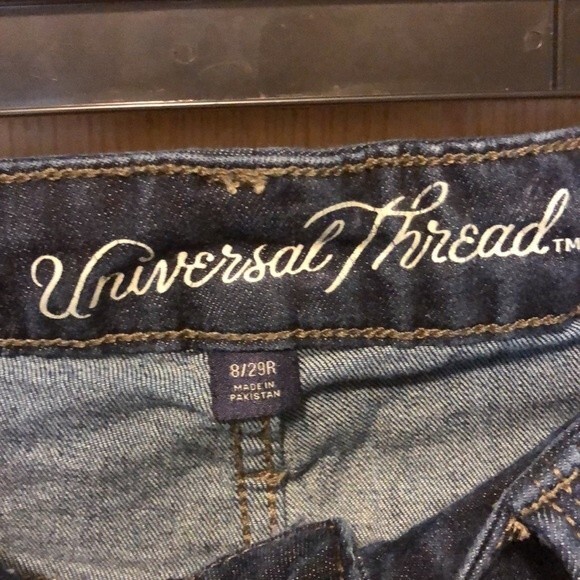 Universal Thread™
8/29R
MADE IN
PAKISTAN